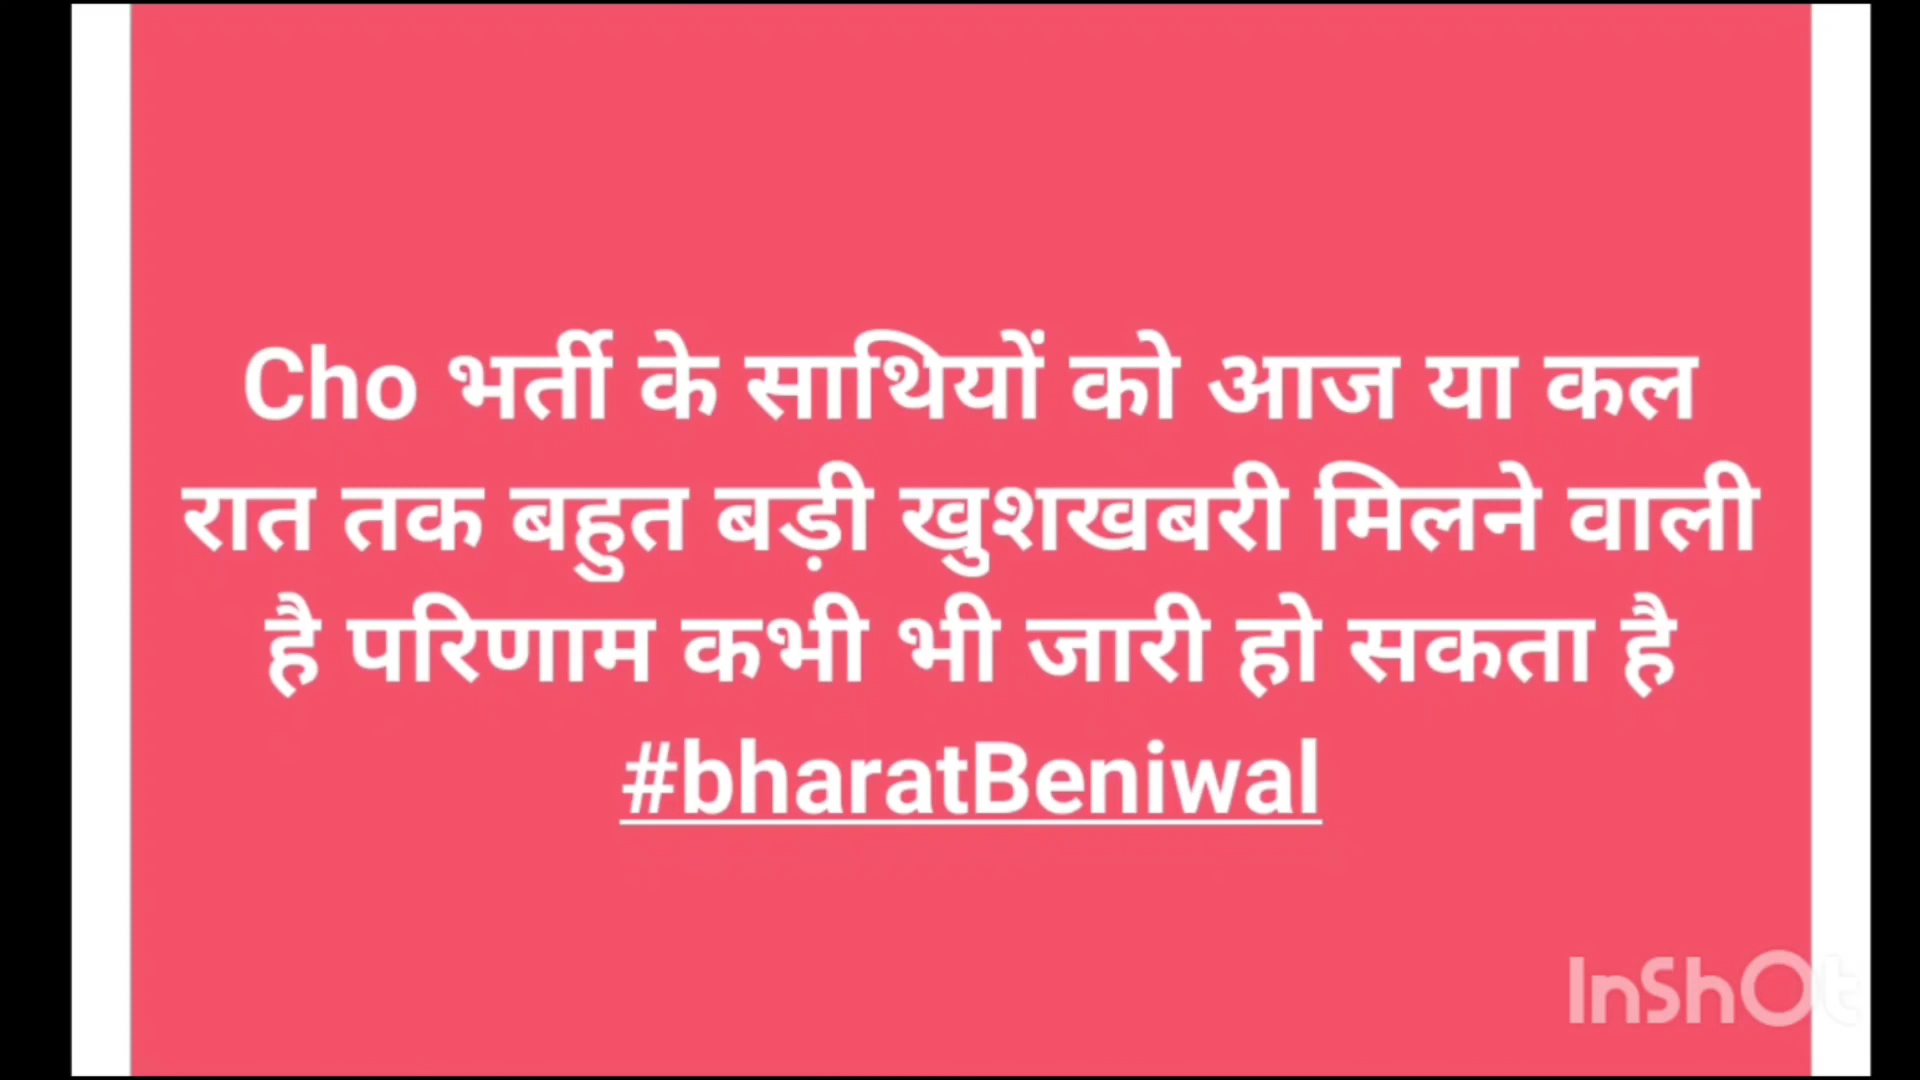 Cho भर्ती के साथियों को आज या कल
रात तक बहुत बड़ी खुशखबरी मिलने वाली
है परिणाम कभी भी जारी हो सकता है
#bharatBeniwal
InShOt